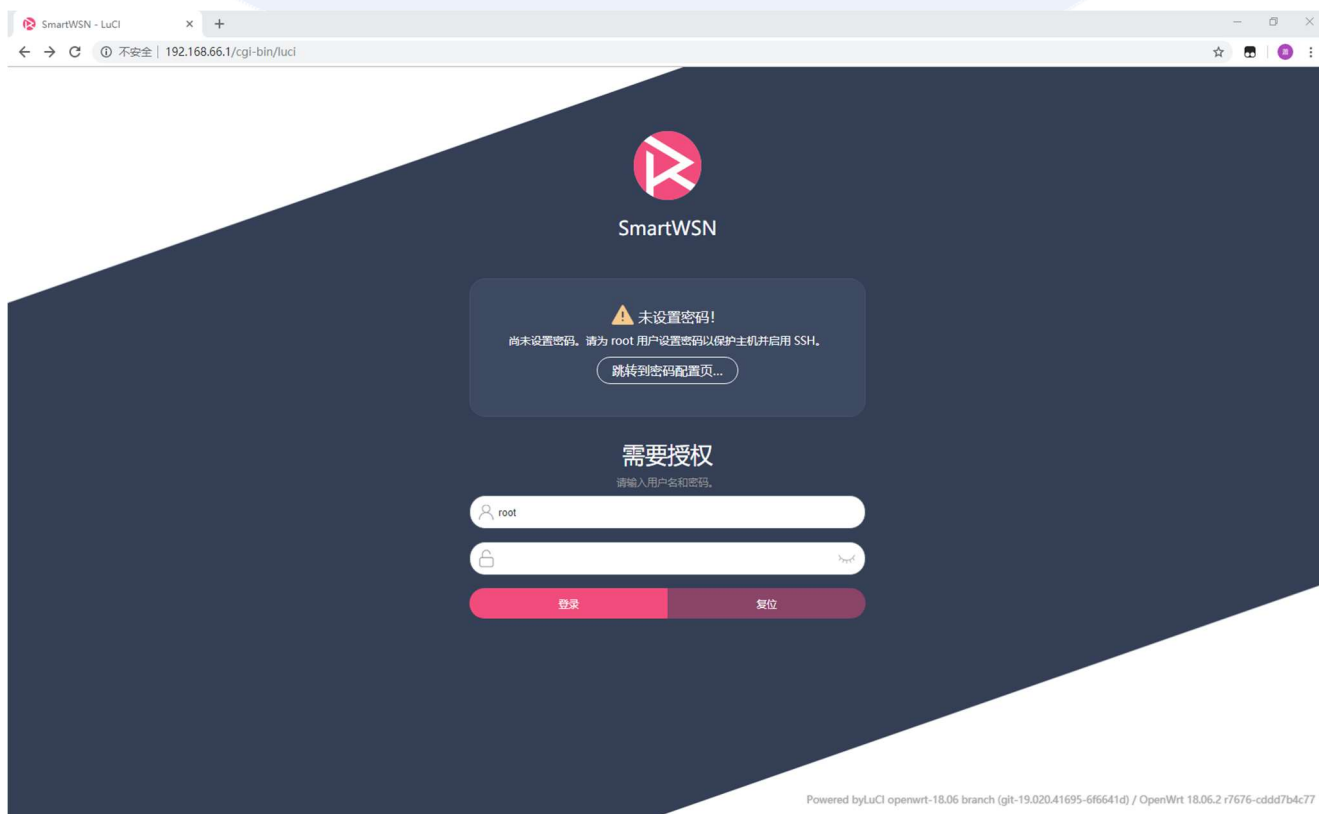 SmartWSN - LuCI
不安全 | 192.168.66.1/cgi-bin/luci
SmartWSN
未设置密码!
尚未设置密码。请为 root 用户设置密码以保护主机并启用 SSH。
跳转到密码配置页...
需要授权
请输入用户名和密码。
root
登录
复位
Powered byLuCI openwrt-18.06 branch (git-19.020.41695-6f6641d) / OpenWrt 18.06.2 r7676-cddd7b4c77